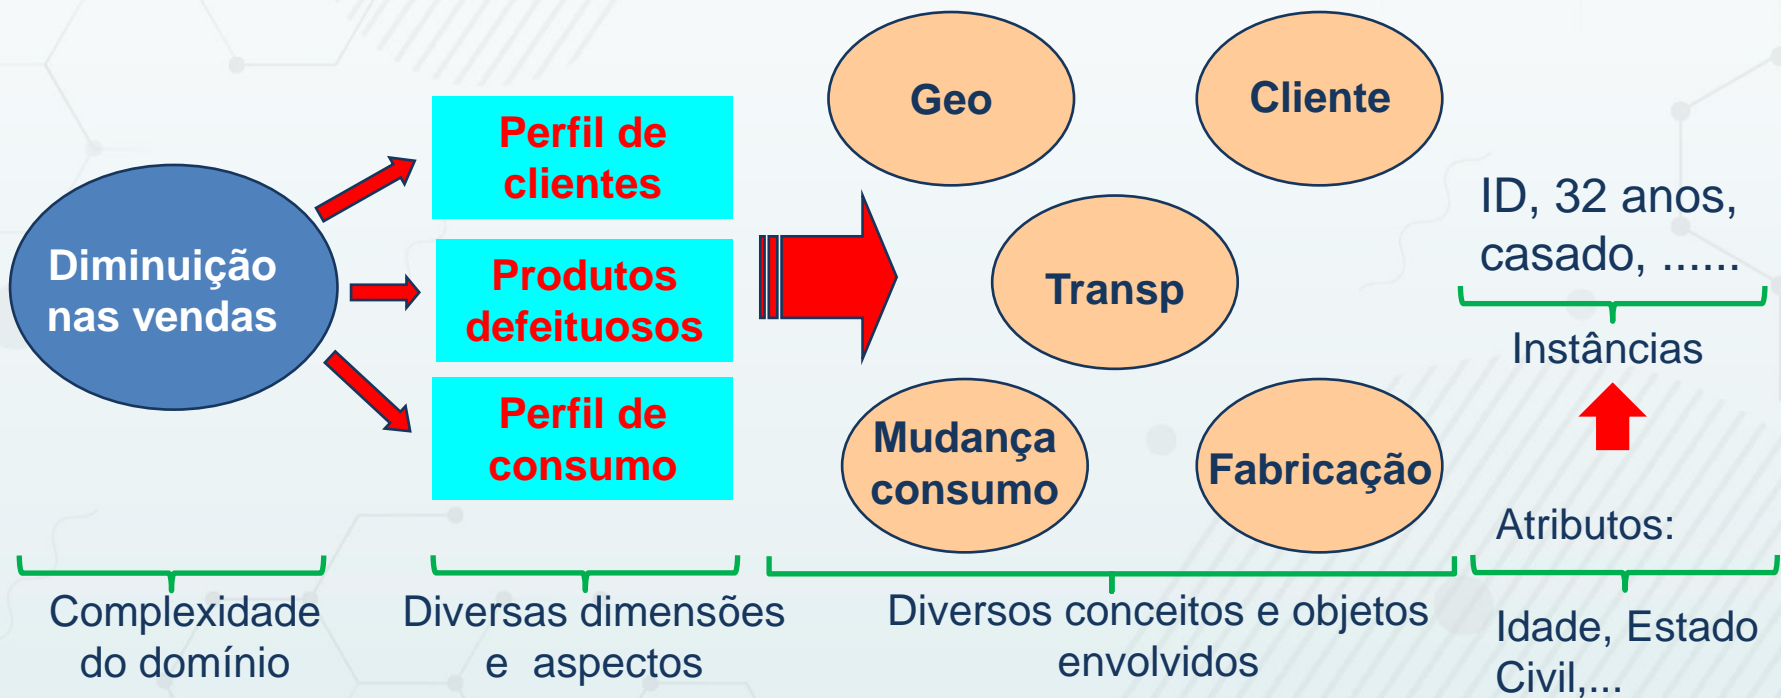 Diminuição
nas vendas
Perfil de
clientes
Produtos
defeituosos
Perfil de
consumo
Geo
Cliente
Transp
Mudança
consumo
Fabricação
ID, 32 anos,
casado, ......
Instâncias
Atributos:
Idade, Estado
Civil,...
Complexidade
do domínio
Diversas dimensões
e aspectos
Diversos conceitos e objetos
envolvidos